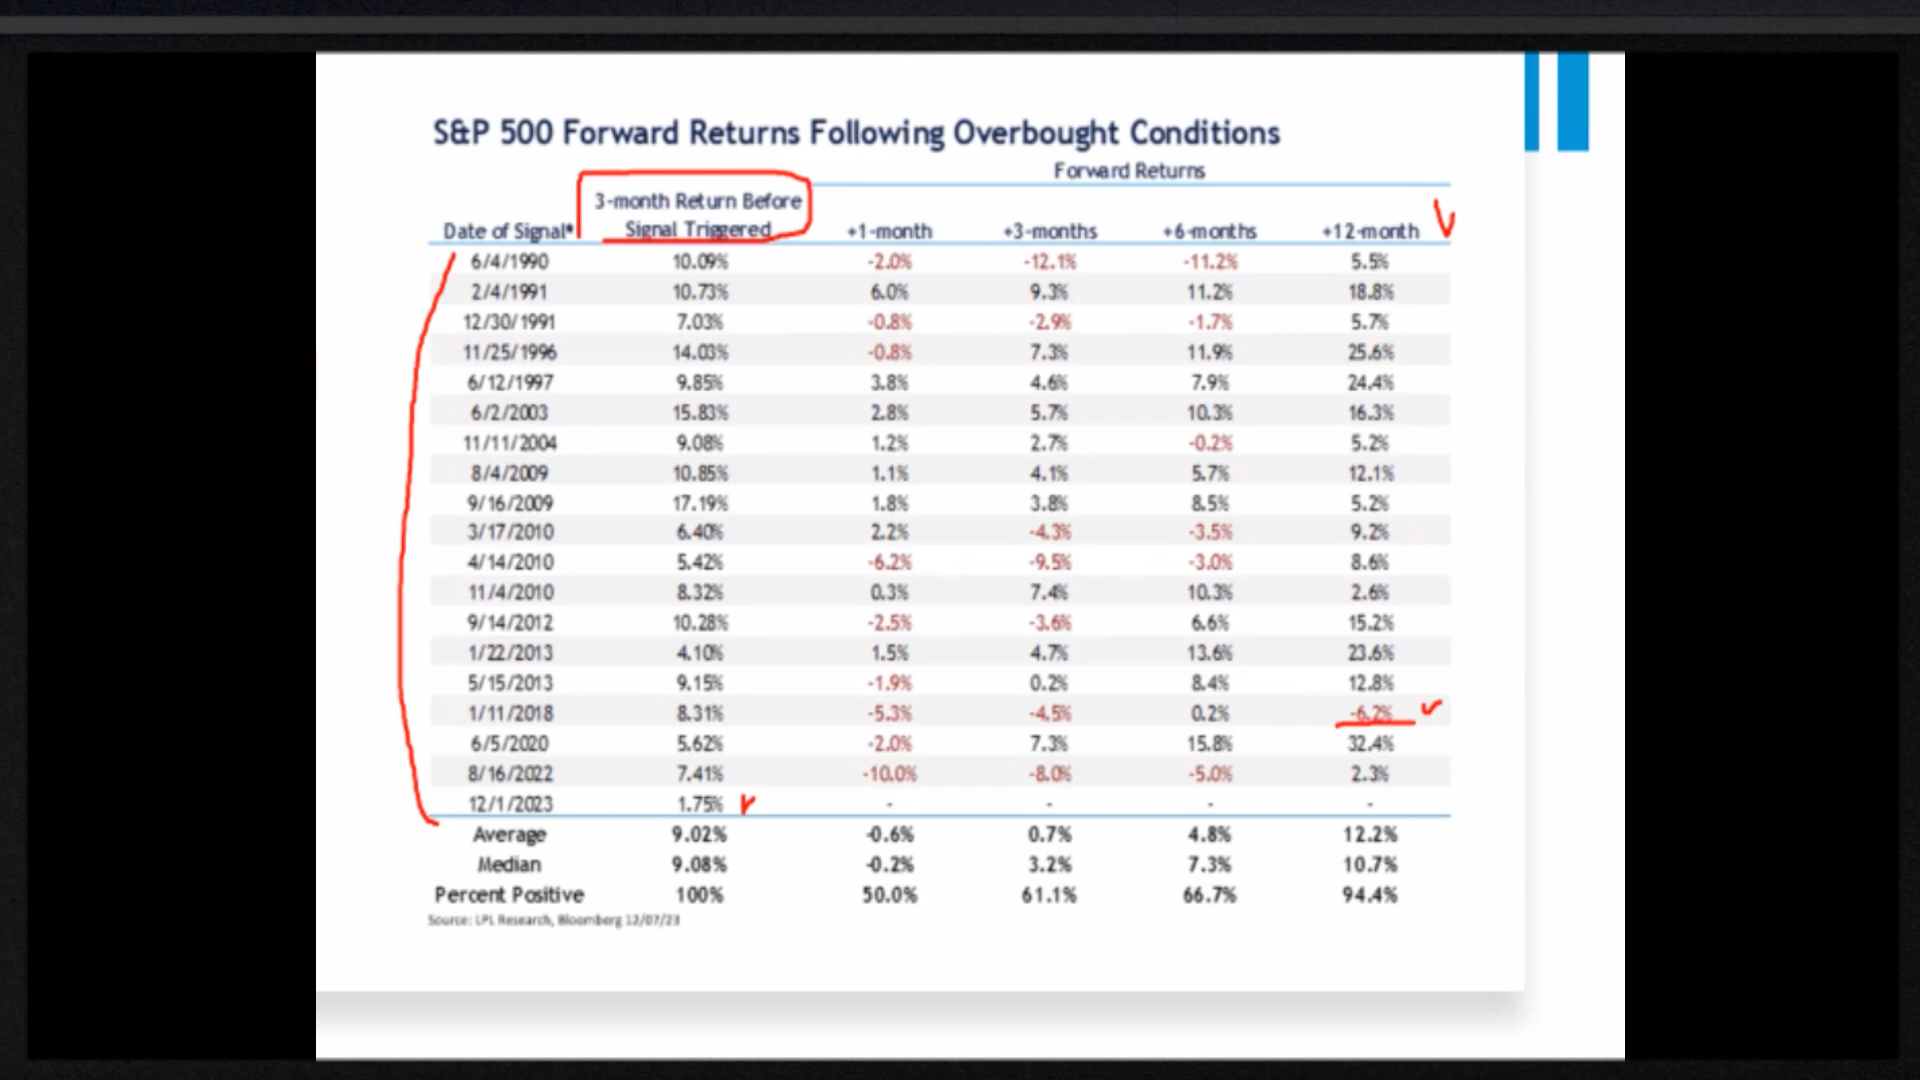 S&P 500 Forward Returns Following Overbought Conditions
Forward Returns
3-month Return Before
Date of Signal* Signal Triggered +1-month +3-months +6-months +12-month
6/4/1990 10.09% -2.0% -12.1% -11.2% 5.5%
2/4/1991 10.73% 6.0% 9.3% 11.2% 18.8%
12/30/1991 7.03% -0.8% -2.9% -1.7% 5.7%
11/25/1996 14.03% -0.8% 7.3% 11.9% 25.6%
6/12/1997 9.85% 3.8% 4.6% 7.9% 24.4%
6/2/2003 15.83% 2.8% 5.7% 10.3% 16.3%
11/11/2004 9.08% 1.2% 2.7% -0.2% 5.2%
8/4/2009 10.85% 1.1% 4.1% 5.7% 12.1%
9/16/2009 17.19% 1.8% 3.8% 8.5% 5.2%
3/17/2010 6.40% 2.2% -4.3% -3.5% 9.2%
4/14/2010 5.42% -6.2% -9.5% -3.0% 8.6%
11/4/2010 8.32% 0.3% 7.4% 10.3% 2.6%
9/14/2012 10.28% -2.5% -3.6% 6.6% 15.2%
1/22/2013 4.10% 1.5% 4.7% 13.6% 23.6%
5/15/2013 9.15% -1.9% 0.2% 8.4% 12.8%
1/11/2018 8.31% -5.3% -4.5% 0.2% -6.2%
6/5/2020 5.62% -2.0% 7.3% 15.8% 32.4%
8/16/2022 7.41% -10.0% -8.0% -5.0% 2.3%
12/1/2023 1.75% - - - -
Average 9.02% -0.6% 0.7% 4.8% 12.2%
Median 9.08% -0.2% 3.2% 7.3% 10.7%
Percent Positive 100% 50.0% 61.1% 66.7% 94.4%
Source: LPL Research, Bloomberg 12/07/23